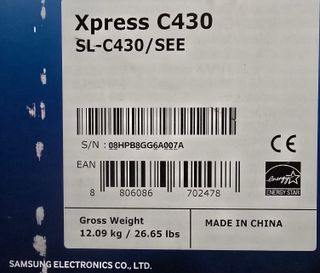 Xpress C430
SL-C430/SEE
S/N : 08HPB8GG6A007A
CE
EAN
8 806086 702478
energy
ENERGY STAR
Gross Weight
12.09 kg / 26.65 lbs
MADE IN CHINA
SAMSUNG ELECTRONICS CO., LTD.